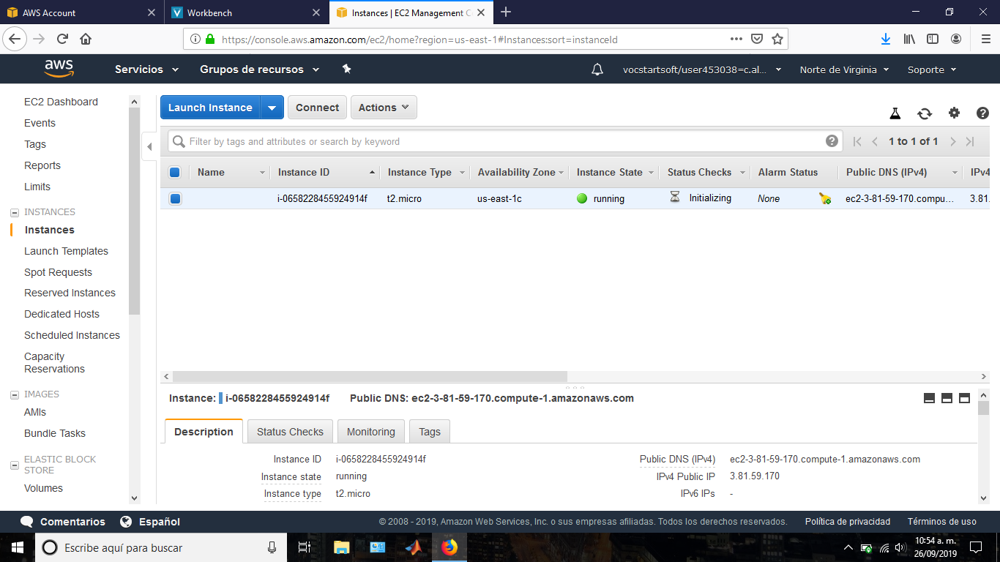 AWS Account
Workbench
Instances | EC2 Management C
https://console.aws.amazon.com/ec2/home?region=us-east-1#Instances:sort=instanceId
aws
Servicios
Grupos de recursos
vocstartsoft/user453038=c.al...
Norte de Virginia
Soporte
EC2 Dashboard
Events
Tags
Reports
Limits
INSTANCES
Instances
Launch Templates
Spot Requests
Reserved Instances
Dedicated Hosts
Scheduled Instances
Capacity
Reservations
IMAGES
AMIs
Bundle Tasks
ELASTIC BLOCK
STORE
Volumes
Launch Instance
Connect
Actions
Filter by tags and attributes or search by keyword
1 to 1 of 1
Name
Instance ID
Instance Type
Availability Zone
Instance State
Status Checks
Alarm Status
Public DNS (IPv4)
IPv4
i-0658228455924914f
t2.micro
us-east-1c
running
Initializing
None
ec2-3-81-59-170.compu...
3.81.
Instance: i-0658228455924914f Public DNS: ec2-3-81-59-170.compute-1.amazonaws.com
Description
Status Checks
Monitoring
Tags
Instance ID i-0658228455924914f
Public DNS (IPv4) ec2-3-81-59-170.compute-1.amazonaws.com
Instance state running
IPv4 Public IP 3.81.59.170
Instance type t2.micro
IPv6 IPs -
Comentarios
Español
© 2008 - 2019, Amazon Web Services, Inc. o sus empresas afiliadas. Todos los derechos reservados.
Política de privacidad
Términos de uso
Escribe aquí para buscar
10:54 a. m.
26/09/2019